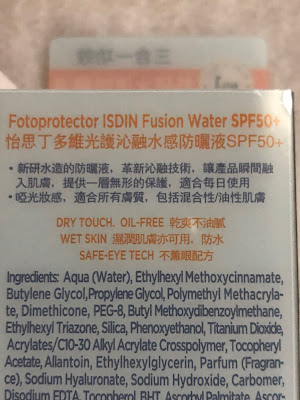 Fotoprotector ISDIN Fusion Water SPF50+
怡思丁多維光護沁融水感防曬液SPF50+
• 新研水造的防曬液，革新沁融技術，讓產品瞬間融
入肌膚，提供一層無形的保護，適合每日使用
• 啞光妝感，適合所有膚質，包括混合性/油性肌膚
DRY TOUCH. OIL-FREE 乾爽不油膩
WET SKIN 濕潤肌膚亦可用，防水
SAFE-EYE TECH 不薰眼配方
Ingredients: Aqua (Water), Ethylhexyl Methoxycinnamate,
Butylene Glycol, Propylene Glycol, Polymethyl Methacryla-
te, Dimethicone, PEG-8, Butyl Methoxydibenzoylmethane,
Ethylhexyl Triazone, Silica, Phenoxyethanol, Titanium Dioxide,
Acrylates/C10-30 Alkyl Acrylate Crosspolymer, Tocopheryl
Acetate, Allantoin, Ethylhexylglycerin, Parfum (Fragran-
ce), Sodium Hyaluronate, Sodium Hydroxide, Carbomer,
Disodium EDTA, Tocopherol, BHT, Ascorbyl Palmitate, Ascor-